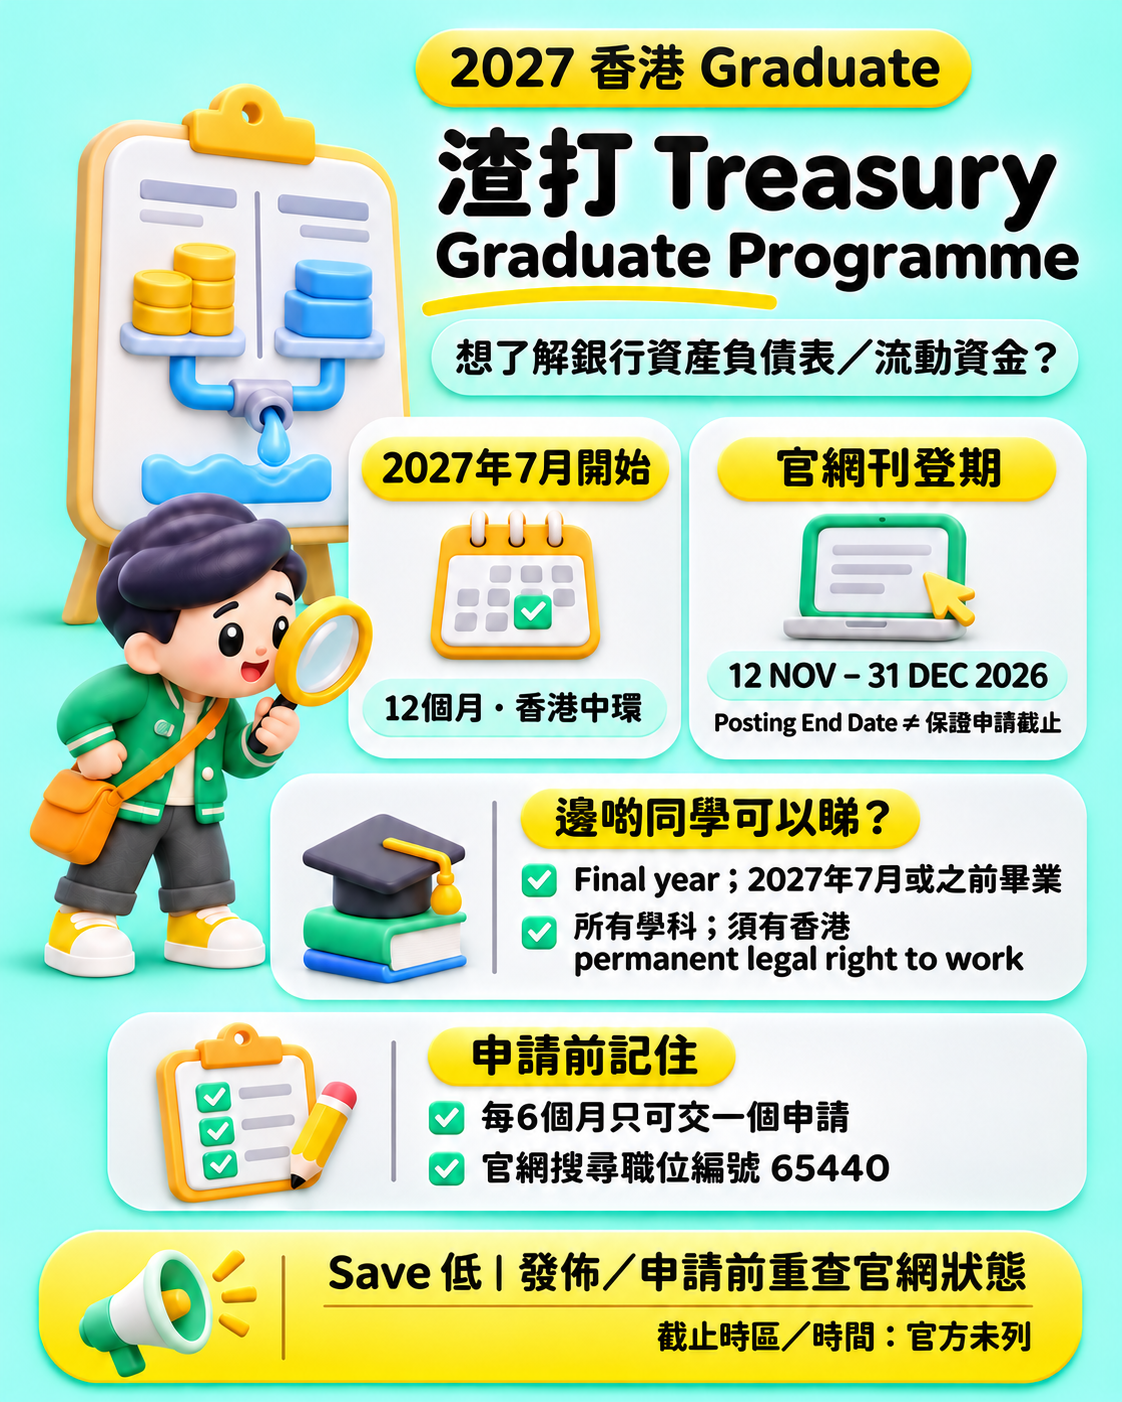 2027 香港 Graduate
渣打 Treasury
Graduate Programme
想了解銀行資產負債表／流動資金？
2027年7月開始
12個月・香港中環
官網刊登期
12 NOV – 31 DEC 2026
Posting End Date ≠ 保證申請截止
邊啲同學可以睇？
Final year；2027年7月或之前畢業
所有學科；須有香港
permanent legal right to work
申請前記住
每6個月只可交一個申請
官網搜尋職位編號 65440
Save 低 | 發佈／申請前重查官網狀態
截止時區／時間：官方未列